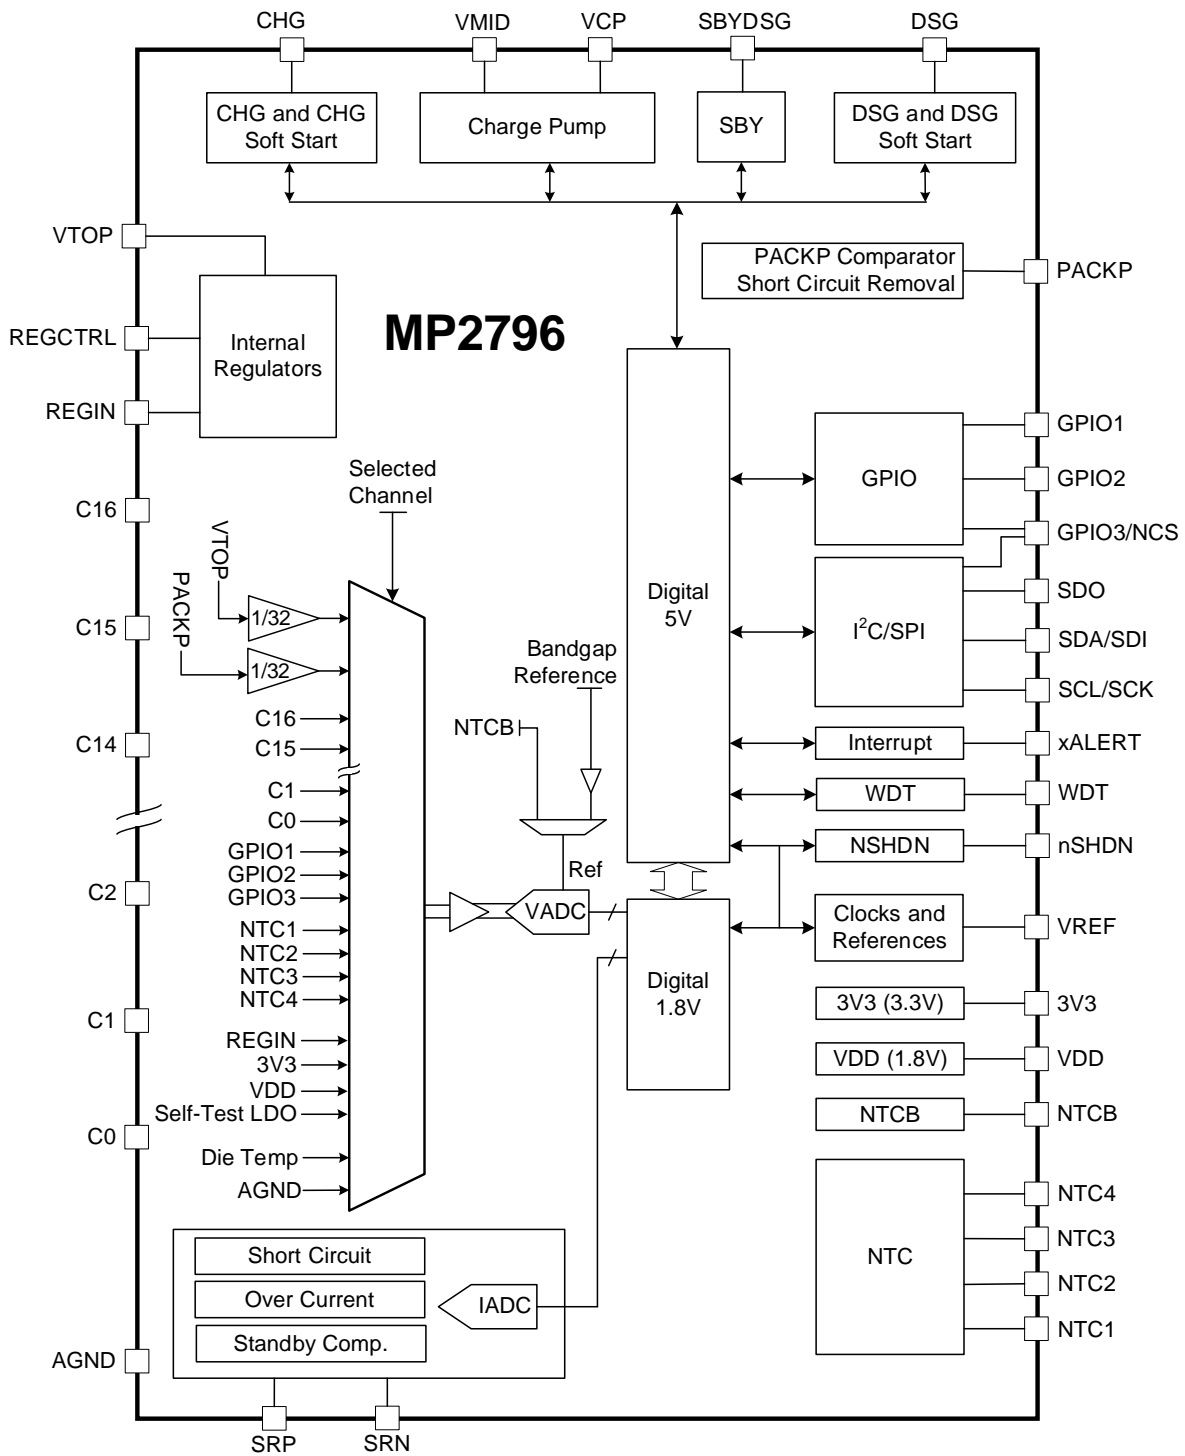 CHG
VMID
VCP
SBYDSG
DSG
CHG and CHG
Soft Start
Charge Pump
SBY
DSG and DSG
Soft Start
VTOP
REGCTRL
REGIN
Internal
Regulators
MP2796
PACKP Comparator
Short Circuit Removal
PACKP
C16
C15
C14
C2
C1
C0
AGND
Selected
Channel
VTOP
PACKP
1/32
1/32
C16
C15
C1
C0
GPIO1
GPIO2
GPIO3
NTC1
NTC2
NTC3
NTC4
REGIN
3V3
VDD
Self-Test LDO
Die Temp
AGND
Bandgap
Reference
NTCB
Ref
VADC
Digital
5V
Digital
1.8V
GPIO
I²C/SPI
Interrupt
WDT
NSHDN
Clocks and
References
3V3 (3.3V)
VDD (1.8V)
NTCB
NTC
GPIO1
GPIO2
GPIO3/NCS
SDO
SDA/SDI
SCL/SCK
xALERT
WDT
nSHDN
VREF
3V3
VDD
NTCB
NTC4
NTC3
NTC2
NTC1
Short Circuit
Over Current
Standby Comp.
IADC
SRP
SRN